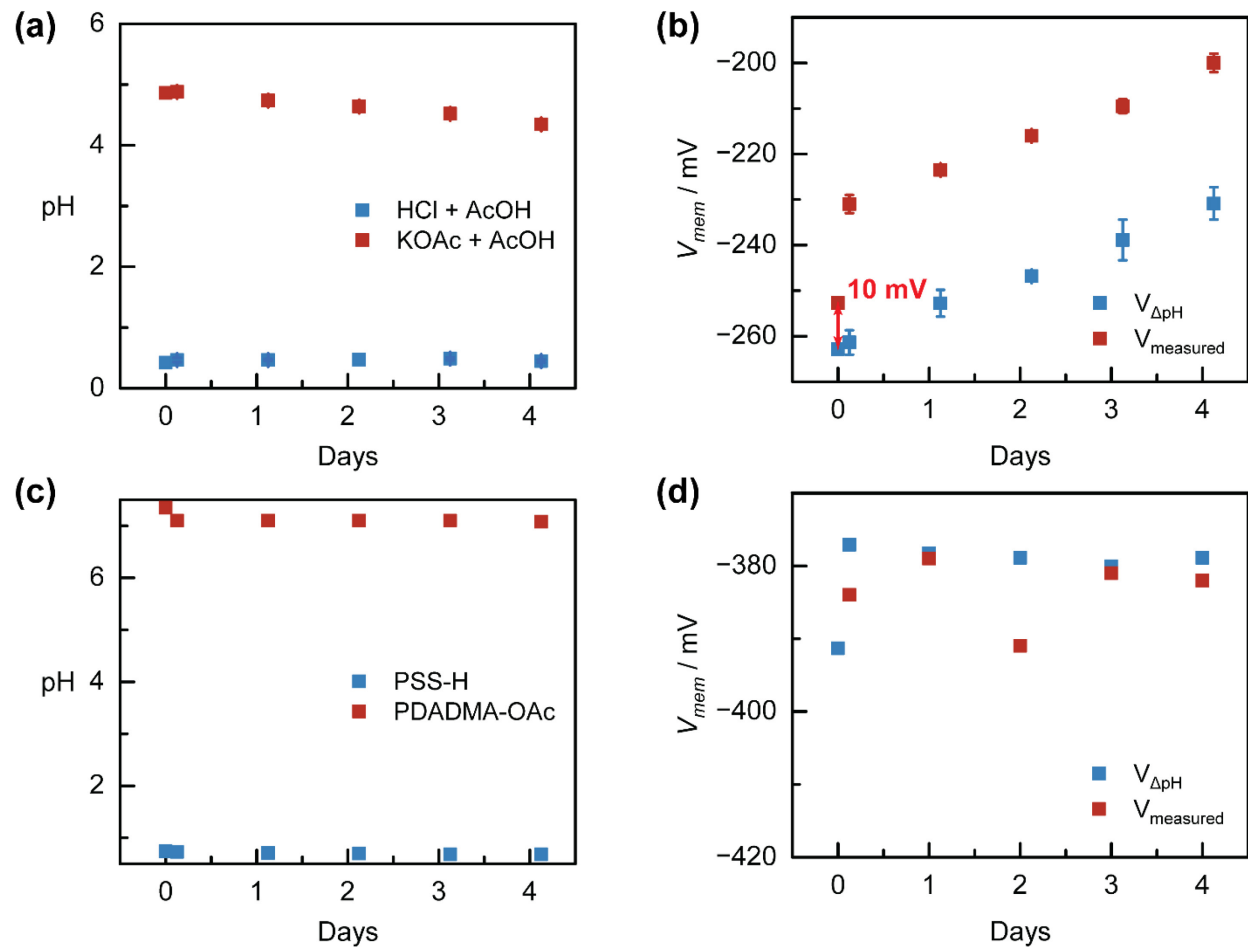 (a)
6
4
pH
2
0
HCl + AcOH
KOAc + AcOH
0 1 2 3 4
Days
(b)
−200
−220
V_mem / mV
−240
−260
10 mV
V_ΔpH
V_measured
0 1 2 3 4
Days
(c)
6
pH
4
2
PSS-H
PDADMA-OAc
0 1 2 3 4
Days
(d)
−380
V_mem / mV
−400
−420
V_ΔpH
V_measured
0 1 2 3 4
Days